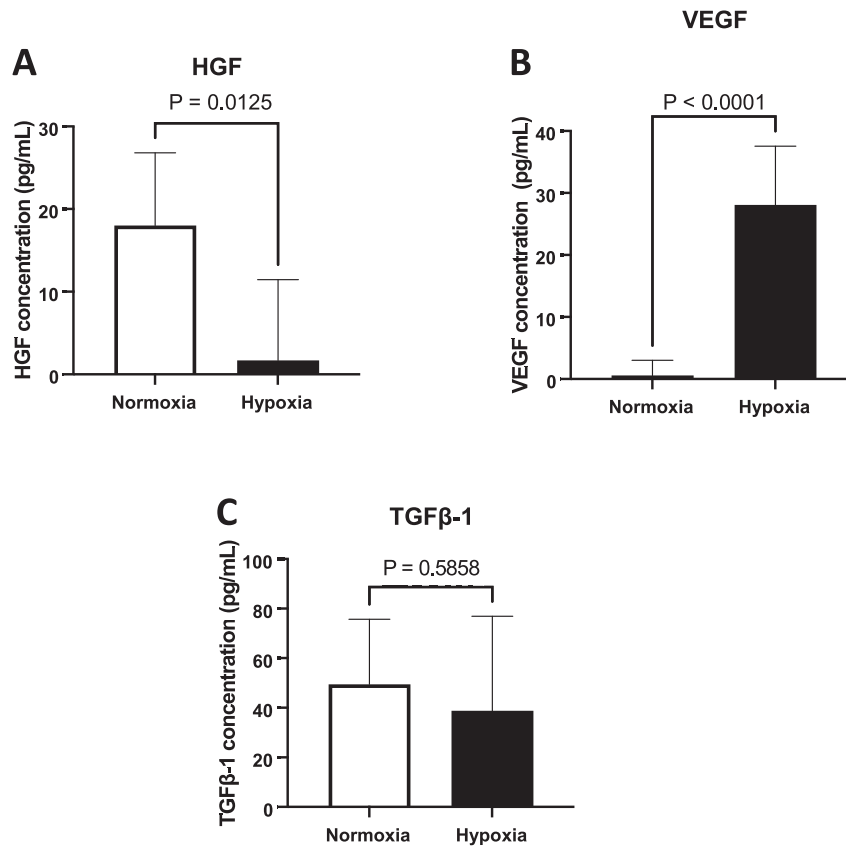 A
HGF
P = 0.0125
HGF concentration (pg/mL)
30
20
10
0
Normoxia
Hypoxia
VEGF
B
P < 0.0001
VEGF concentration (pg/mL)
40
30
20
10
0
Normoxia
Hypoxia
C
TGFβ-1
P = 0.5858
TGFβ-1 concentration (pg/mL)
100
80
60
40
20
0
Normoxia
Hypoxia